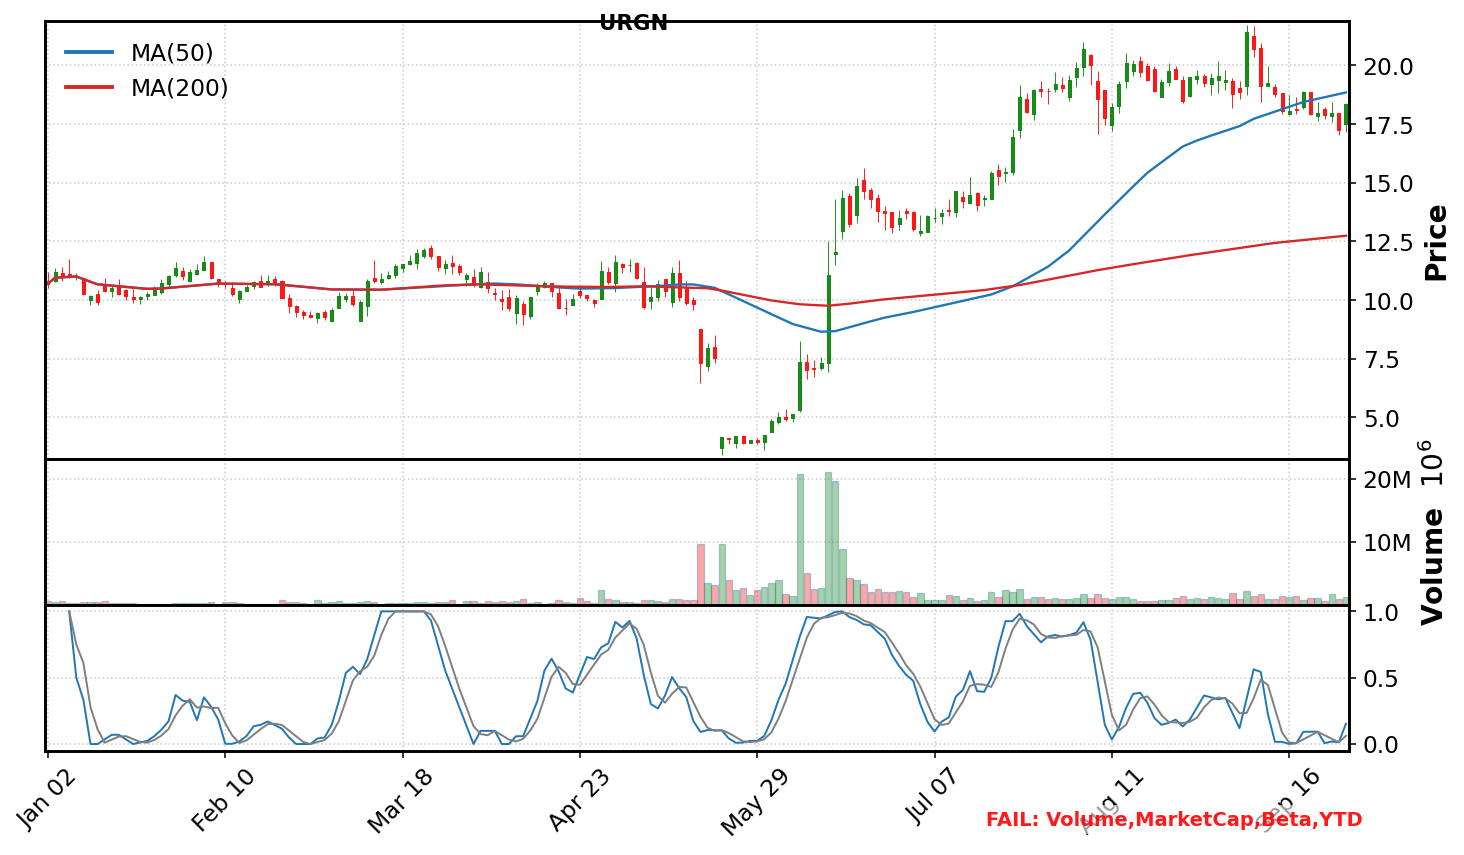 URGN
MA(50)
MA(200)
20.0
17.5
15.0
12.5
10.0
7.5
5.0
Price
20M
10M
Volume 10^6
1.0
0.5
0.0
Jan 02
Feb 10
Mar 18
Apr 23
May 29
Jul 07
Aug 11
Sep 16
FAIL: Volume,MarketCap,Beta,YTD